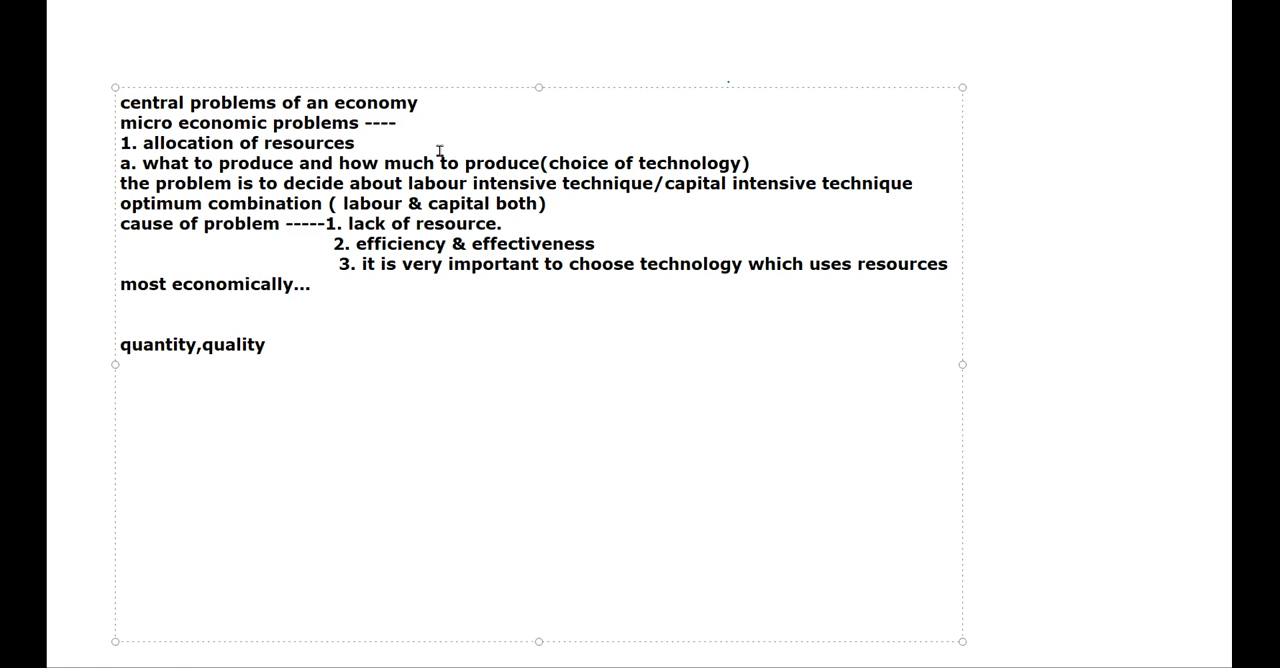 central problems of an economy
micro economic problems ----
1. allocation of resources
a. what to produce and how much to produce(choice of technology)
the problem is to decide about labour intensive technique/capital intensive technique
optimum combination ( labour & capital both)
cause of problem -----1. lack of resource.
2. efficiency & effectiveness
3. it is very important to choose technology which uses resources
most economically...
quantity,quality